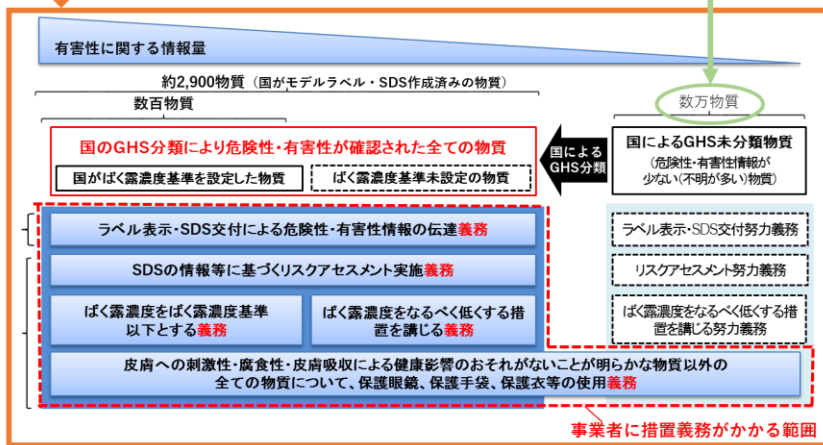 有害性に関する情報量
約2,900物質（国がモデルラベル・SDS作成済みの物質）
数百物質
数万物質
国のGHS分類により危険性・有害性が確認された全ての物質
国がばく露濃度基準を設定した物質
ばく露濃度基準未設定の物質
国による
GHS分類
国によるGHS未分類物質
（危険性・有害性情報が
少ない（不明が多い）物質）
ラベル表示・SDS交付による危険性・有害性情報の伝達義務
ラベル表示・SDS交付努力義務
SDSの情報等に基づくリスクアセスメント実施義務
リスクアセスメント努力義務
ばく露濃度をばく露濃度基準
以下とする義務
ばく露濃度をなるべく低くする措
置を講じる義務
ばく露濃度をなるべく低くする措
置を講じる努力義務
皮膚への刺激性・腐食性・皮膚吸収による健康影響のおそれがないことが明らかな物質以外の
全ての物質について、保護眼鏡、保護手袋、保護衣等の使用義務
事業者に措置義務がかかる範囲